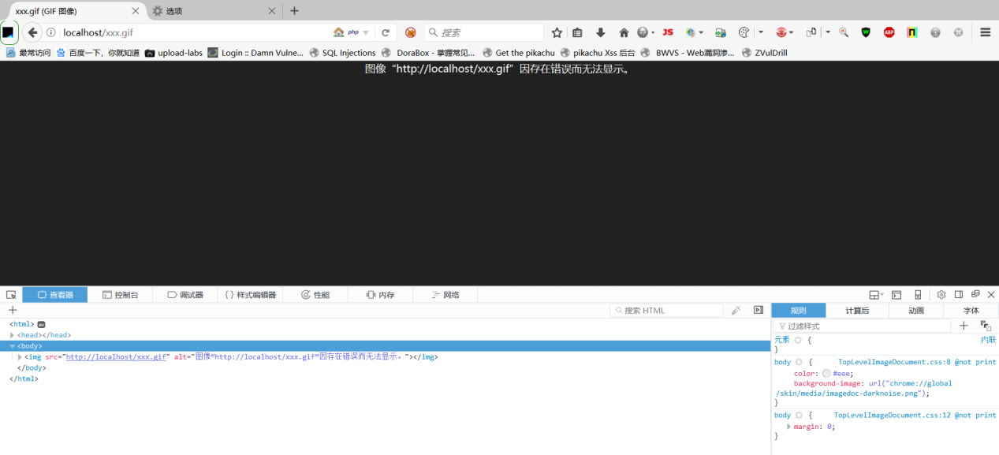 xxx.gif (GIF 图像)
选项
localhost/xxx.gif
php
搜索
JS
ABP
最常访问
百度一下，你就知道
upload-labs
Login :: Damn Vulne...
SQL Injections
DoraBox - 掌握常见...
Get the pikachu
pikachu Xss 后台
BWVS - Web漏洞渗...
ZVulDrill
图像“http://localhost/xxx.gif”因存在错误而无法显示。
查看器
控制台
调试器
{ } 样式编辑器
性能
内存
网络
搜索 HTML
规则
计算后
动画
字体
<html> ev
<head></head>
<body>
<img src="http://localhost/xxx.gif" alt="图像“http://localhost/xxx.gif”因存在错误而无法显示。"></img>
</body>
</html>
过滤样式
元素 {
内联
}
body { TopLevelImageDocument.css:8 @not print
color: #eee;
background-image: url("chrome://global
/skin/media/imagedoc-darknoise.png");
}
body { TopLevelImageDocument.css:12 @not print
margin: 0;
}